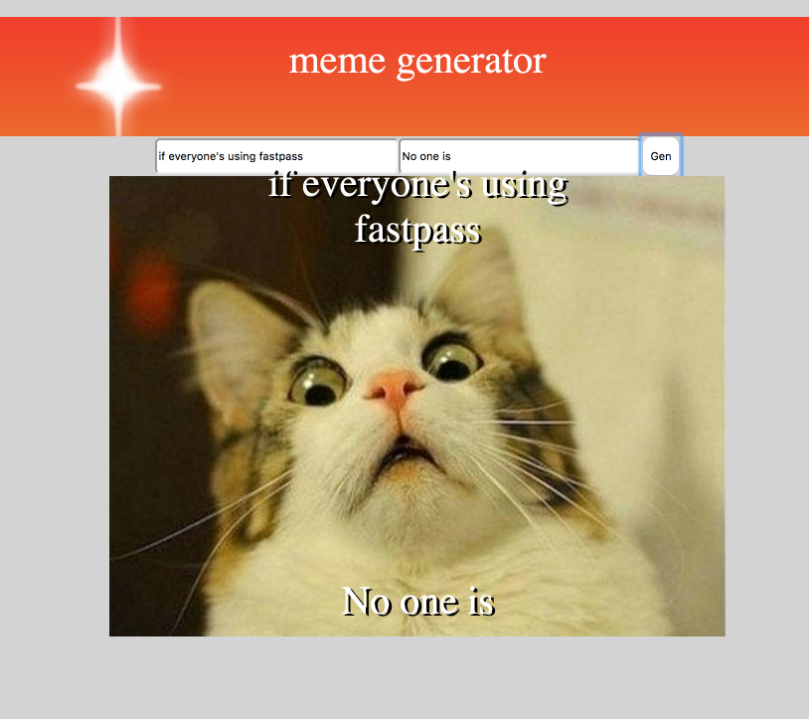 meme generator
if everyone's using fastpass
No one is
Gen
if everyone's using
fastpass
No one is